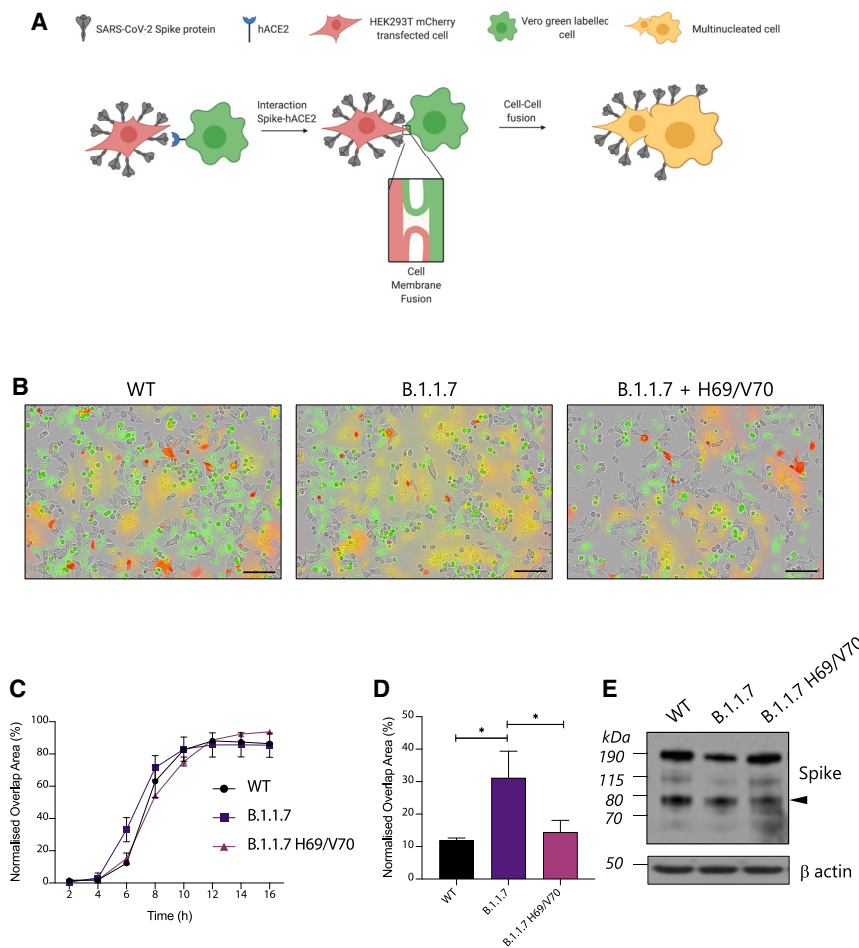 A
SARS-CoV-2 Spike protein
hACE2
HEK293T mCherry
transfected cell
Vero green labelled
cell
Multinucleated cell
Interaction
Spike-hACE2
Cell-Cell
fusion
Cell
Membrane
Fusion
B
WT
B.1.1.7
B.1.1.7 + H69/V70
C
Normalised Overlap Area (%)
100
80
60
40
20
0
2 4 6 8 10 12 14 16
Time (h)
WT
B.1.1.7
B.1.1.7 H69/V70
D
Normalised Overlap Area (%)
50
40
30
20
10
0
*
*
WT
B.1.1.7
B.1.1.7 H69/V70
E
WT
B.1.1.7
B.1.1.7 H69/V70
kDa
190
115
80
70
50
Spike
β actin